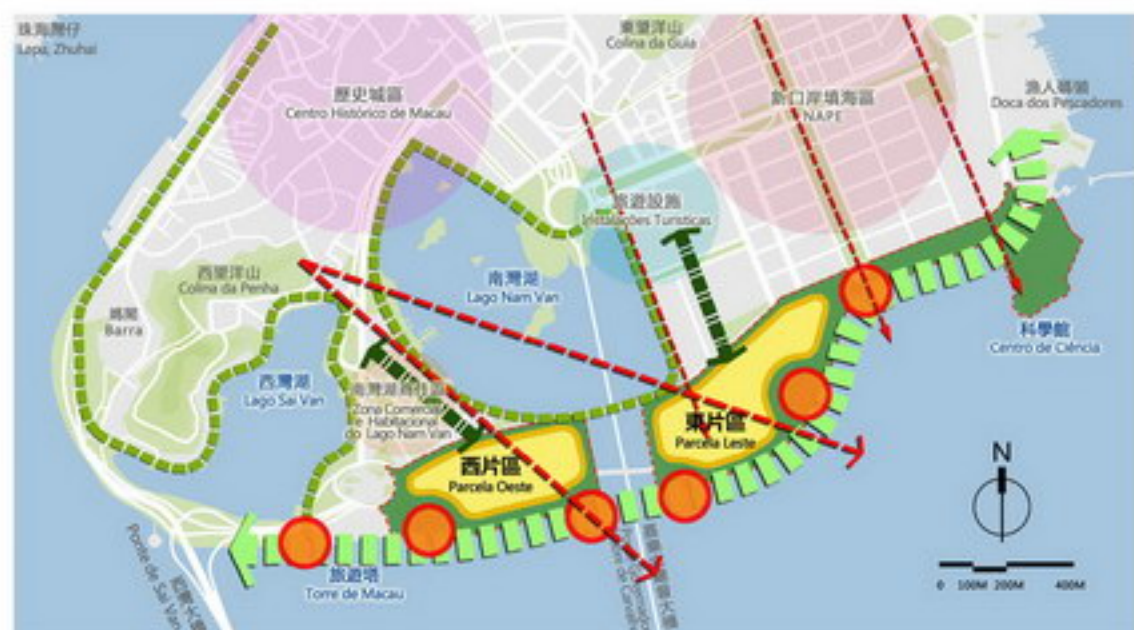 珠海灣仔
Lapa, Zhuhai
東望洋山
Colina da Guia
歷史城區
Centro Histórico de Macau
新口岸填海區
NAPE
漁人碼頭
Doca dos Pescadores
旅遊設施
Instalações Turísticas
西望洋山
Colina da Penha
南灣湖
Lago Nam Van
媽閣
Barra
科學館
Centro de Ciência
西灣湖
Lago Sai Van
南灣湖商住區
Zona Comercial
e Habitacional
do Lago Nam Van
東片區
Parcela Leste
西片區
Parcela Oeste
N
旅遊塔
Torre de Macau
Ponte de Sai Van
0 100M 200M 400M